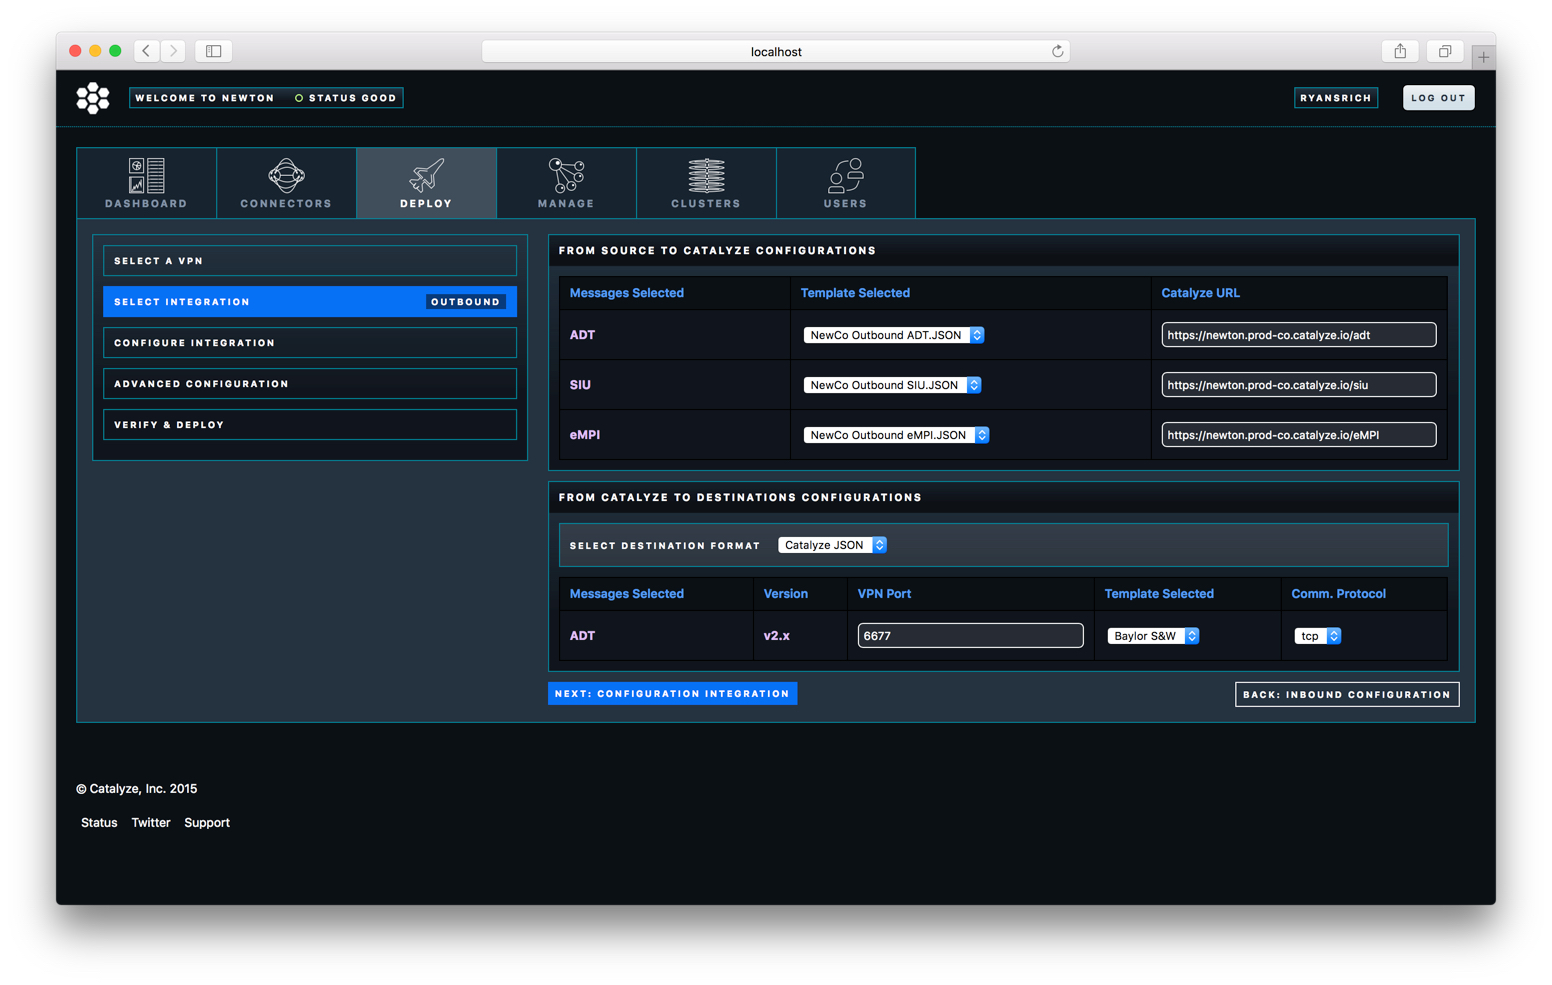 localhost
WELCOME TO NEWTON STATUS GOOD
RYANSRICH
LOG OUT
DASHBOARD
CONNECTORS
DEPLOY
MANAGE
CLUSTERS
USERS
SELECT A VPN
SELECT INTEGRATION OUTBOUND
CONFIGURE INTEGRATION
ADVANCED CONFIGURATION
VERIFY & DEPLOY
FROM SOURCE TO CATALYZE CONFIGURATIONS
Messages Selected Template Selected Catalyze URL
ADT NewCo Outbound ADT.JSON https://newton.prod-co.catalyze.io/adt
SIU NewCo Outbound SIU.JSON https://newton.prod-co.catalyze.io/siu
eMPI NewCo Outbound eMPI.JSON https://newton.prod-co.catalyze.io/eMPI
FROM CATALYZE TO DESTINATIONS CONFIGURATIONS
SELECT DESTINATION FORMAT Catalyze JSON
Messages Selected Version VPN Port Template Selected Comm. Protocol
ADT v2.x 6677 Baylor S&W tcp
NEXT: CONFIGURATION INTEGRATION
BACK: INBOUND CONFIGURATION
© Catalyze, Inc. 2015
Status Twitter Support